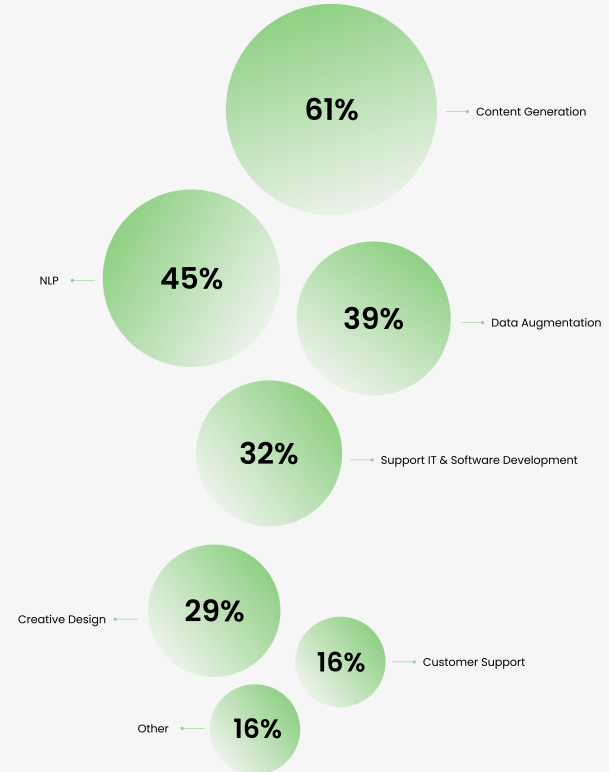 61%
Content Generation
45%
NLP
39%
Data Augmentation
32%
Support IT & Software Development
29%
Creative Design
16%
Customer Support
16%
Other